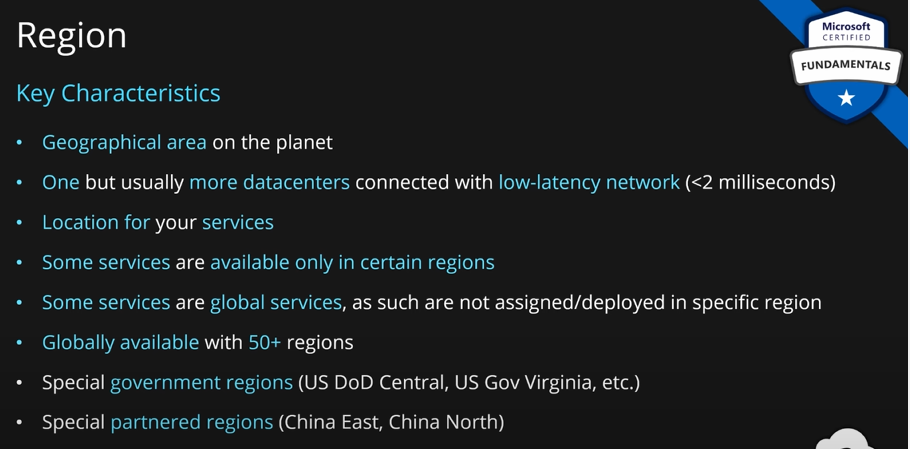 Region
Microsoft
CERTIFIED
FUNDAMENTALS
Key Characteristics
• Geographical area on the planet
• One but usually more datacenters connected with low-latency network (<2 milliseconds)
• Location for your services
• Some services are available only in certain regions
• Some services are global services, as such are not assigned/deployed in specific region
• Globally available with 50+ regions
• Special government regions (US DoD Central, US Gov Virginia, etc.)
• Special partnered regions (China East, China North)